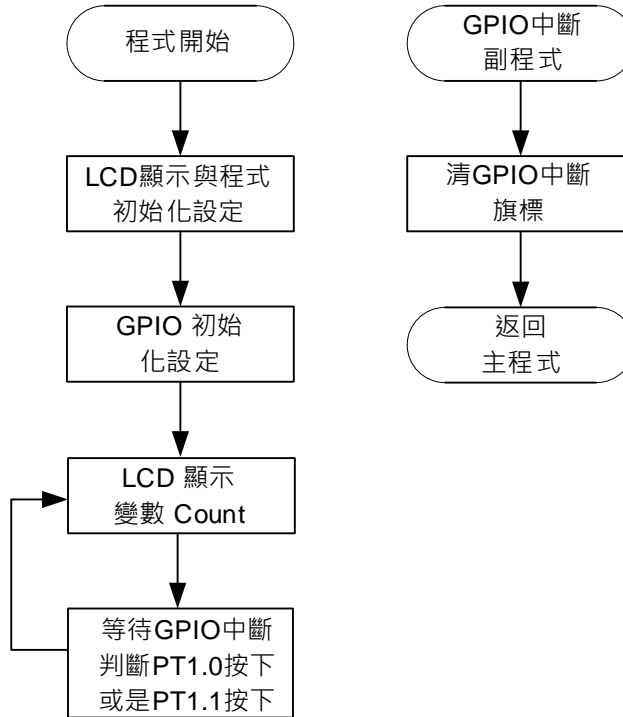 程式開始
LCD顯示與程式
初始化設定
GPIO 初始
化設定
LCD 顯示
變數 Count
等待GPIO中斷
判斷PT1.0按下
或是PT1.1按下
GPIO中斷
副程式
清GPIO中斷
旗標
返回
主程式